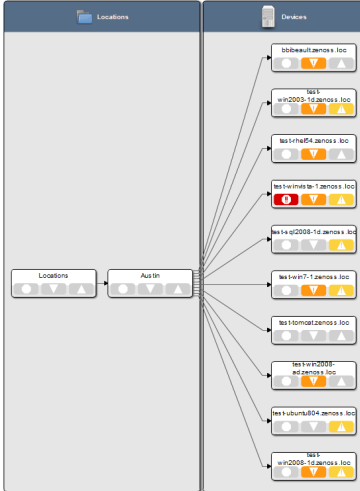 Locations
Devices
bbibeault.zenoss.loc
test-
win2003-1d.zenoss.loc
test-rhel54.zenoss.loc
test-winvista-1.zenoss.loc
test-sql2008-1d.zenoss.loc
Locations
Austin
test-win7-1.zenoss.loc
test-tomcat.zenoss.loc
test-win2008-
ad.zenoss.loc
test-ubuntu804.zenoss.loc
test-
win2008-1d.zenoss.loc